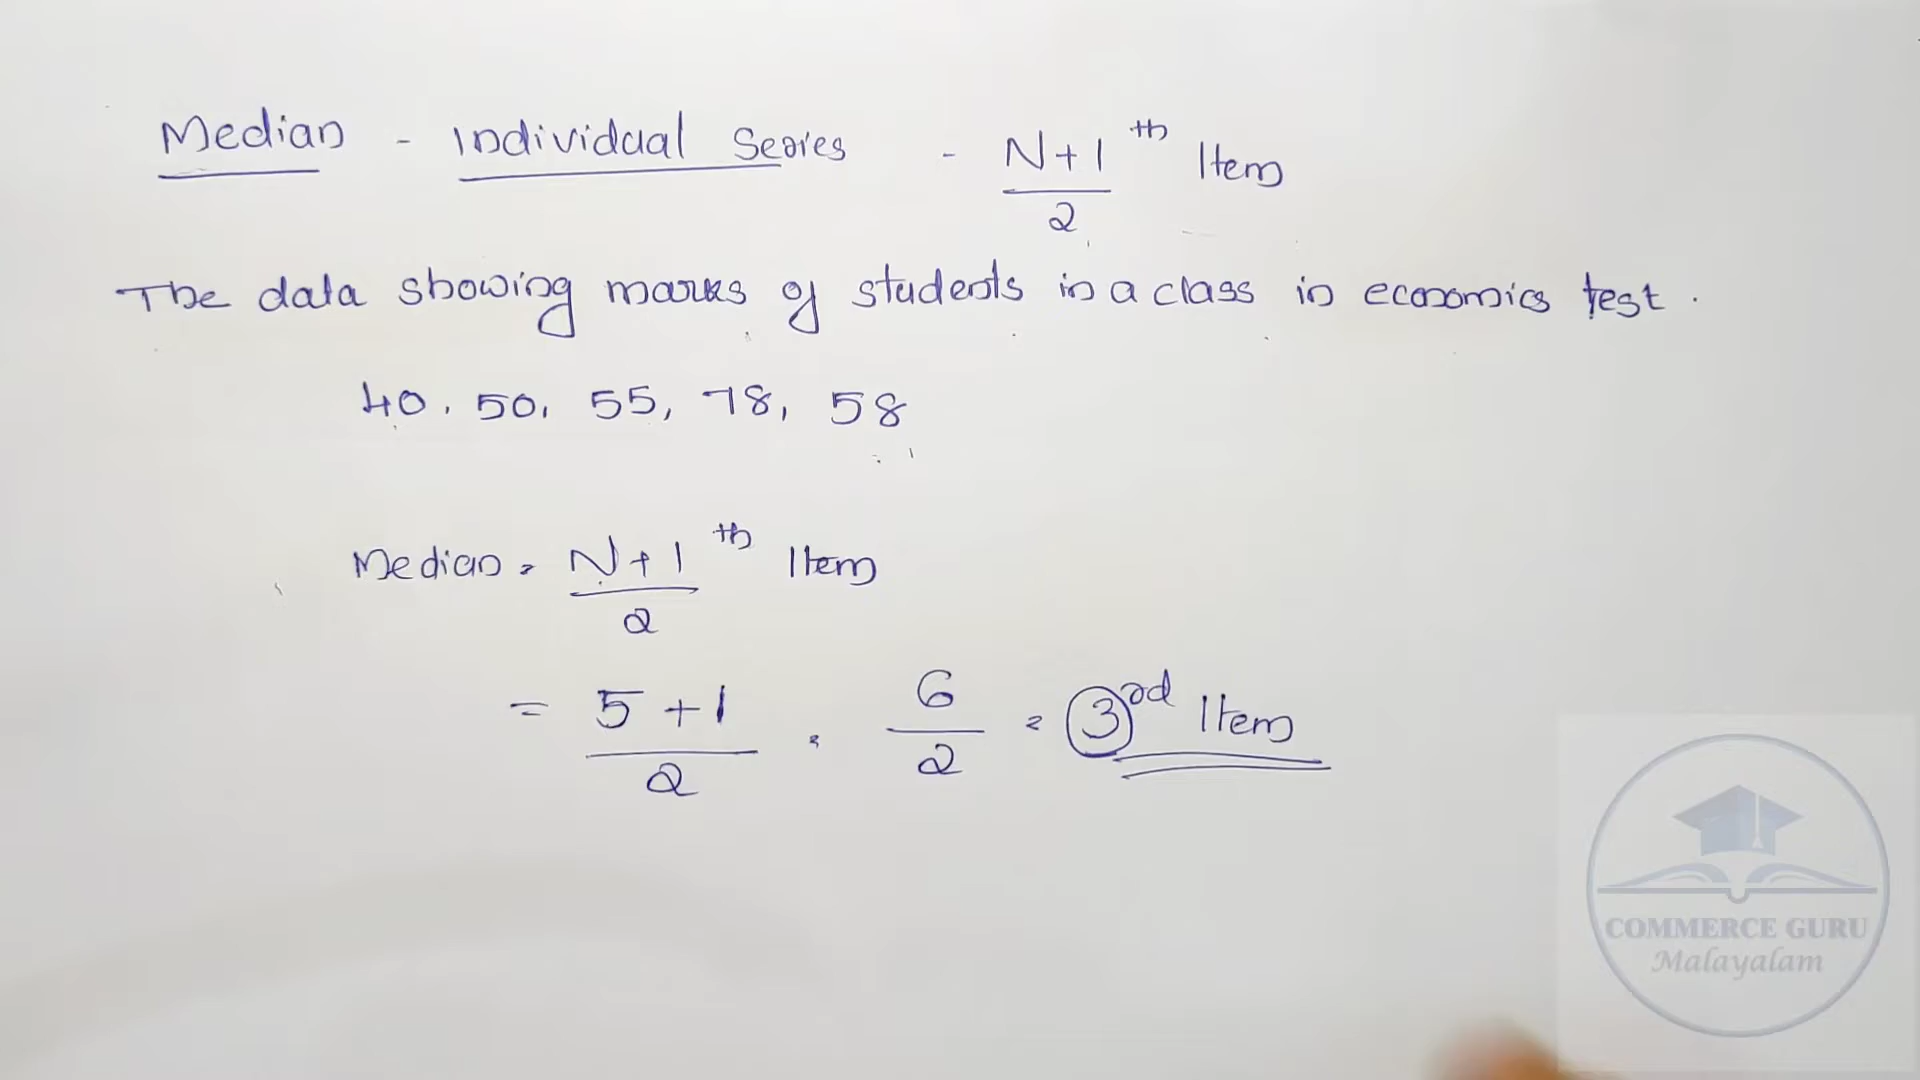 Median - Individual Series - N+1/2 th Item
The data showing marks of students in a class in economics test.
40, 50, 55, 78, 58
Median = N+1/2 th Item
= 5+1/2 = 6/2 = 3rd Item
COMMERCE GURU
Malayalam